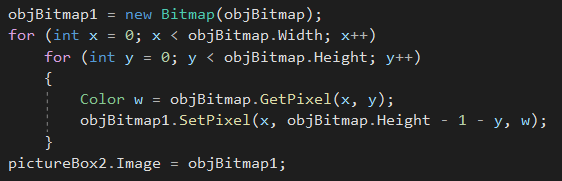 objBitmap1 = new Bitmap(objBitmap);
for (int x = 0; x < objBitmap.Width; x++)
    for (int y = 0; y < objBitmap.Height; y++)
    {
        Color w = objBitmap.GetPixel(x, y);
        objBitmap1.SetPixel(x, objBitmap.Height - 1 - y, w);
    }
pictureBox2.Image = objBitmap1;